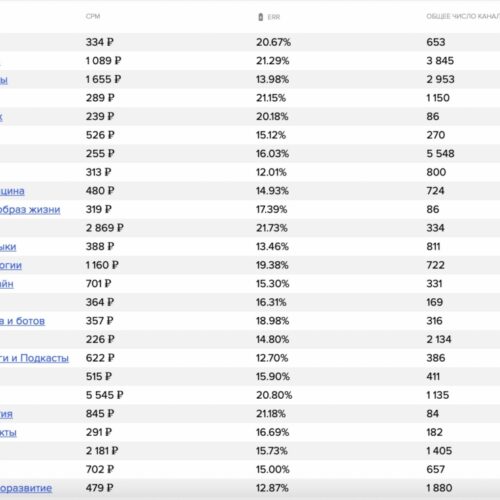 CPM ERR ОБЩЕЕ ЧИСЛО КАНАЛ
334 ₽ 20.67% 653
1 089 ₽ 21.29% 3 845
ы 1 655 ₽ 13.98% 2 953
289 ₽ 21.15% 1 150
239 ₽ 20.18% 86
526 ₽ 15.12% 270
255 ₽ 16.03% 5 548
313 ₽ 12.01% 800
цина 480 ₽ 14.93% 724
образ жизни 319 ₽ 17.39% 86
2 869 ₽ 21.73% 334
ыки 388 ₽ 13.46% 811
огии 1 160 ₽ 19.38% 722
йн 701 ₽ 15.30% 331
364 ₽ 16.31% 169
в и ботов 357 ₽ 18.98% 316
226 ₽ 14.80% 2 134
ги и Подкасты 622 ₽ 12.70% 386
515 ₽ 15.90% 411
5 545 ₽ 20.80% 1 135
гия 845 ₽ 21.18% 84
кты 291 ₽ 16.69% 182
2 181 ₽ 15.73% 1 405
702 ₽ 15.00% 657
оразвитие 479 ₽ 12.87% 1 880